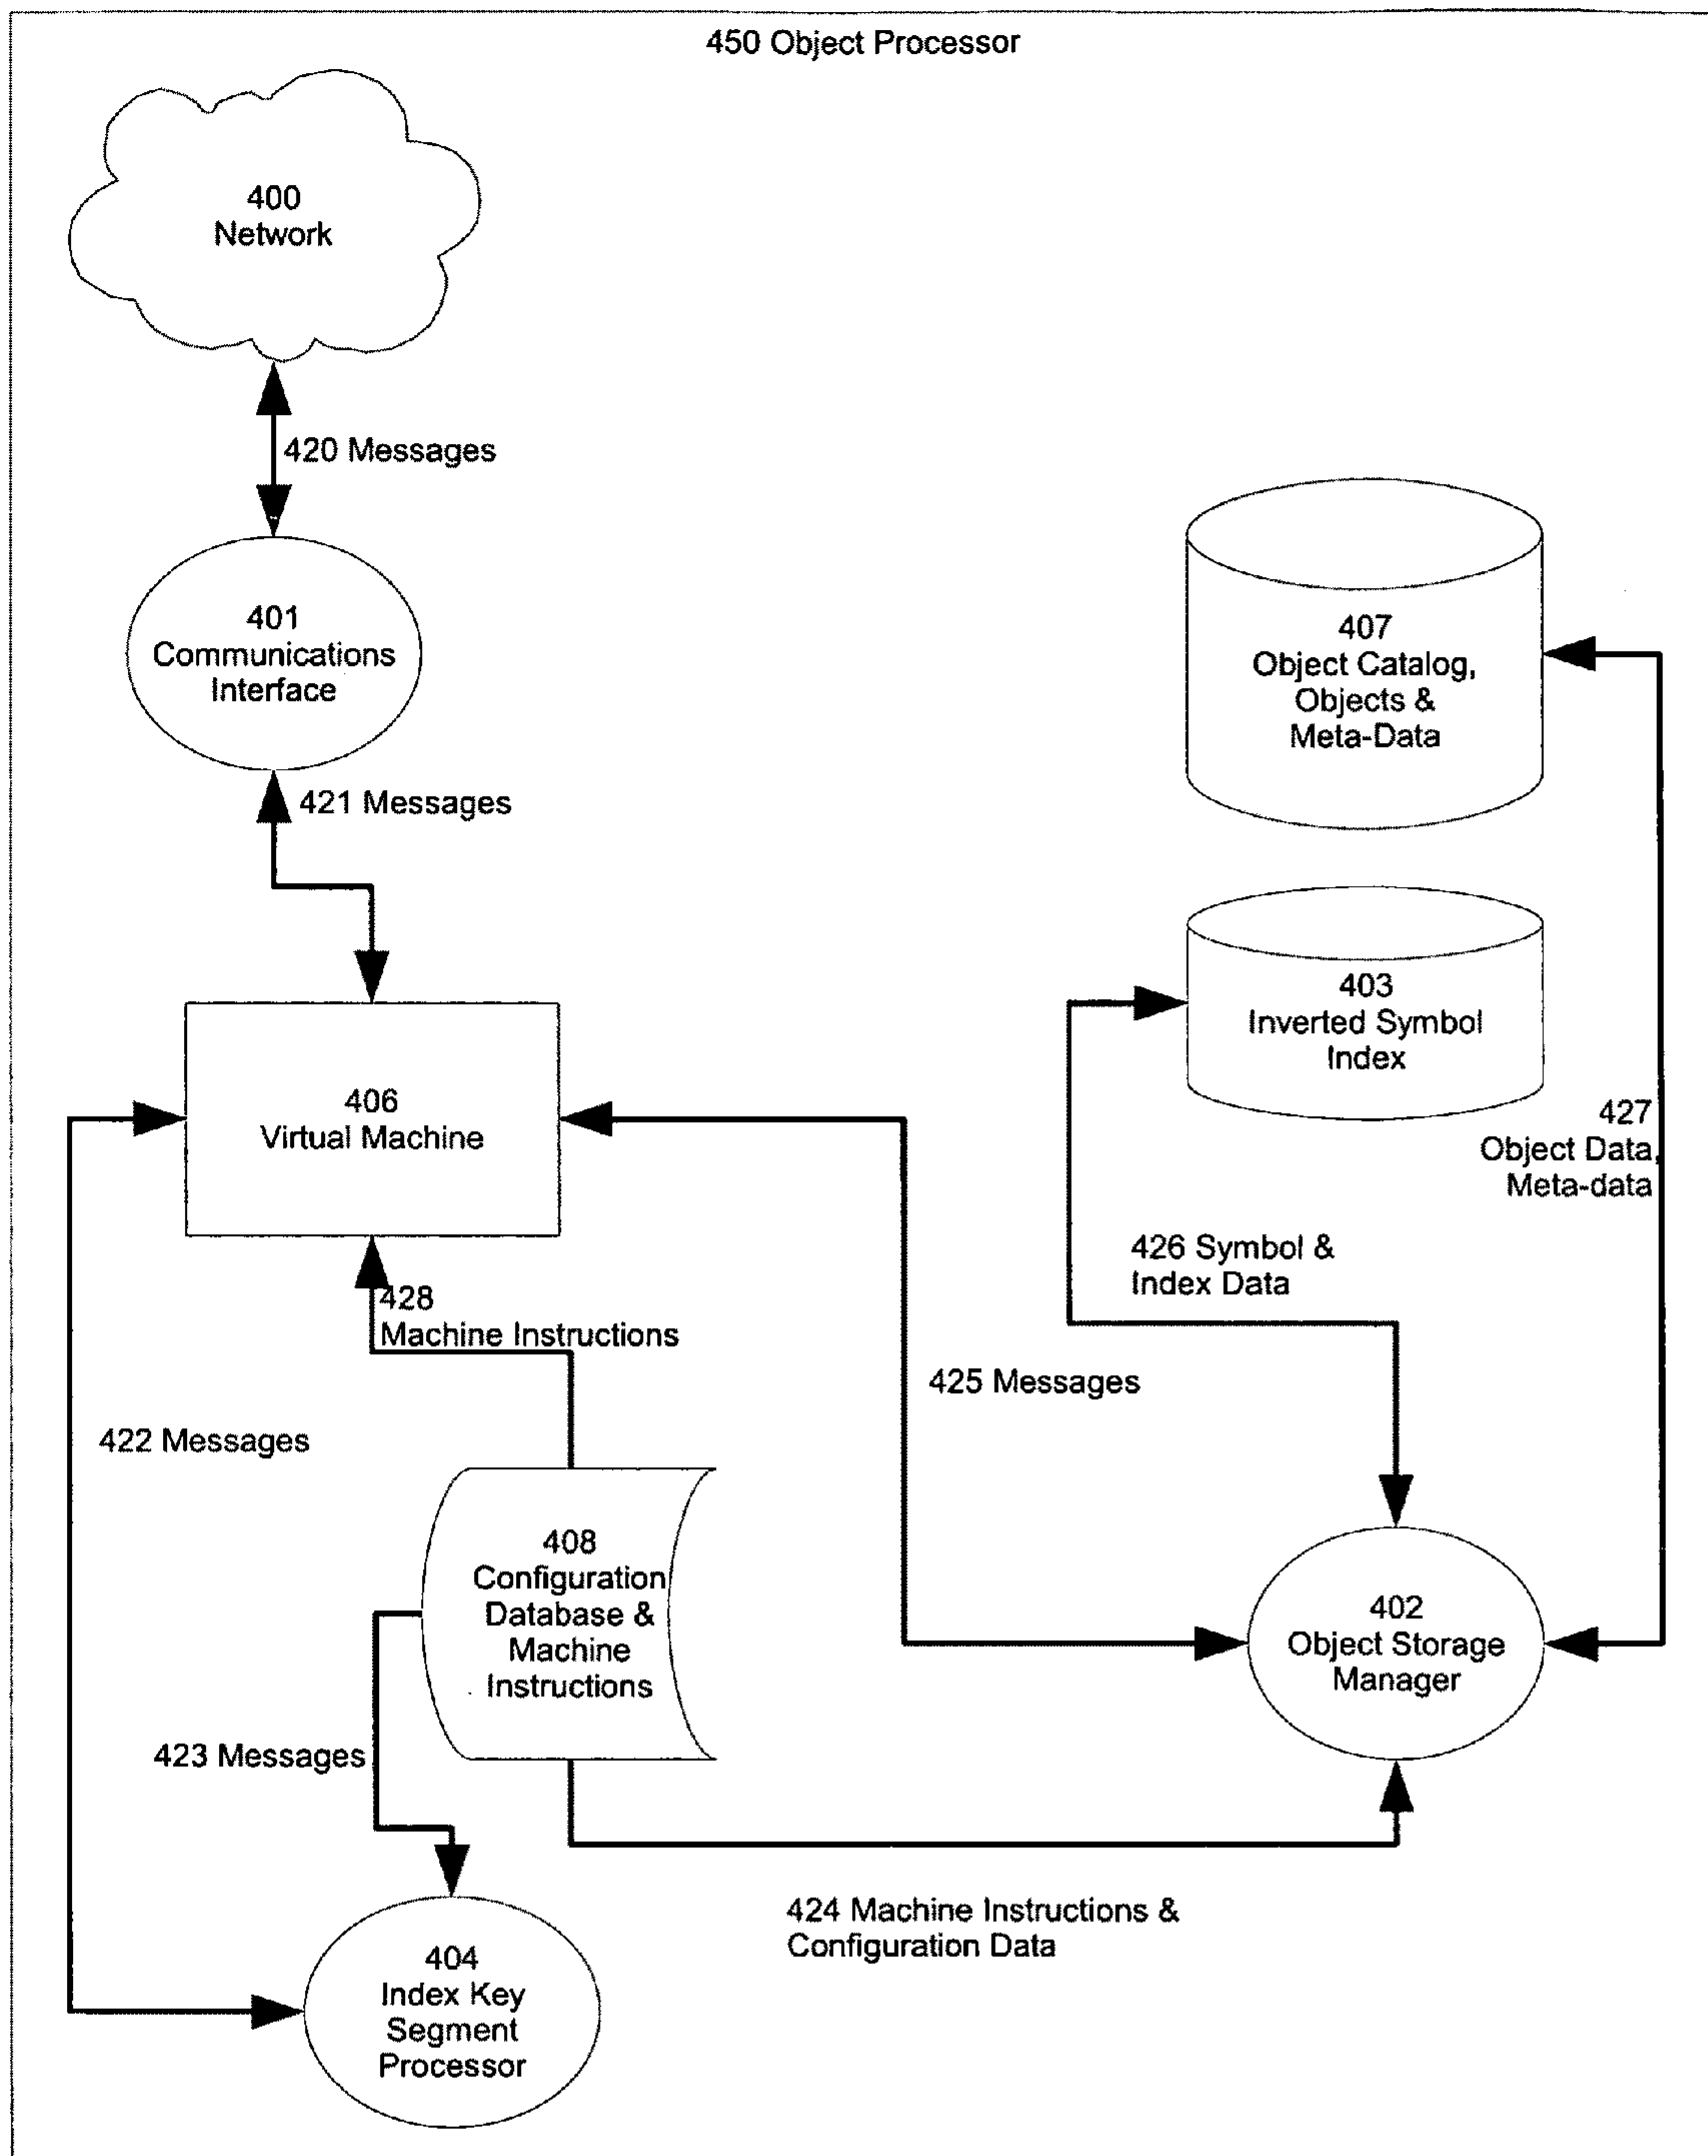 450 Object Processor
400
Network
420 Messages
401
Communications
Interface
421 Messages
407
Object Catalog,
Objects &
Meta-Data
403
Inverted Symbol
Index
406
Virtual Machine
427
Object Data,
Meta-data
426 Symbol &
Index Data
428
Machine Instructions
425 Messages
422 Messages
408
Configuration
Database &
Machine
Instructions
402
Object Storage
Manager
423 Messages
424 Machine Instructions &
Configuration Data
404
Index Key
Segment
Processor